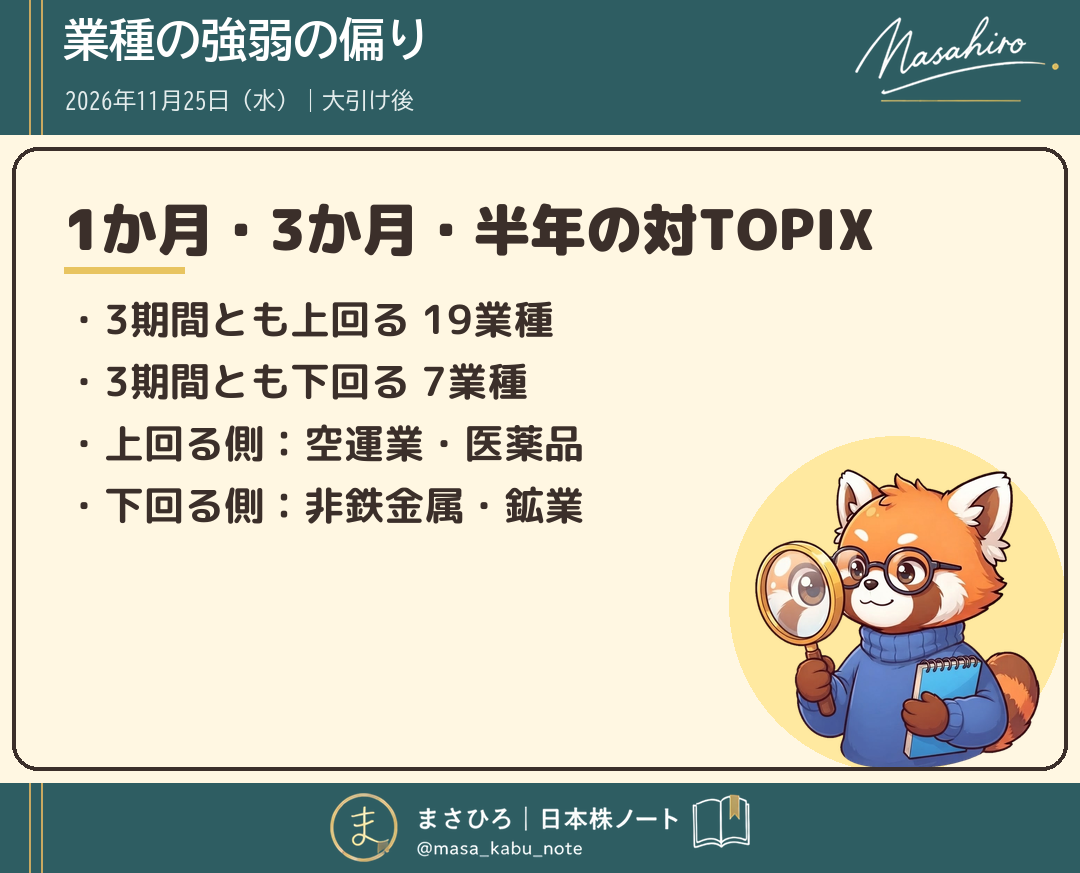 業種の強弱の偏り
Masahiro
2026年11月25日（水）｜大引け後
1か月・3か月・半年の対TOPIX
・3期間とも上回る 19業種
・3期間とも下回る 7業種
・上回る側：空運業・医薬品
・下回る側：非鉄金属・鉱業
ま
まさひろ｜日本株ノート
@masa_kabu_note